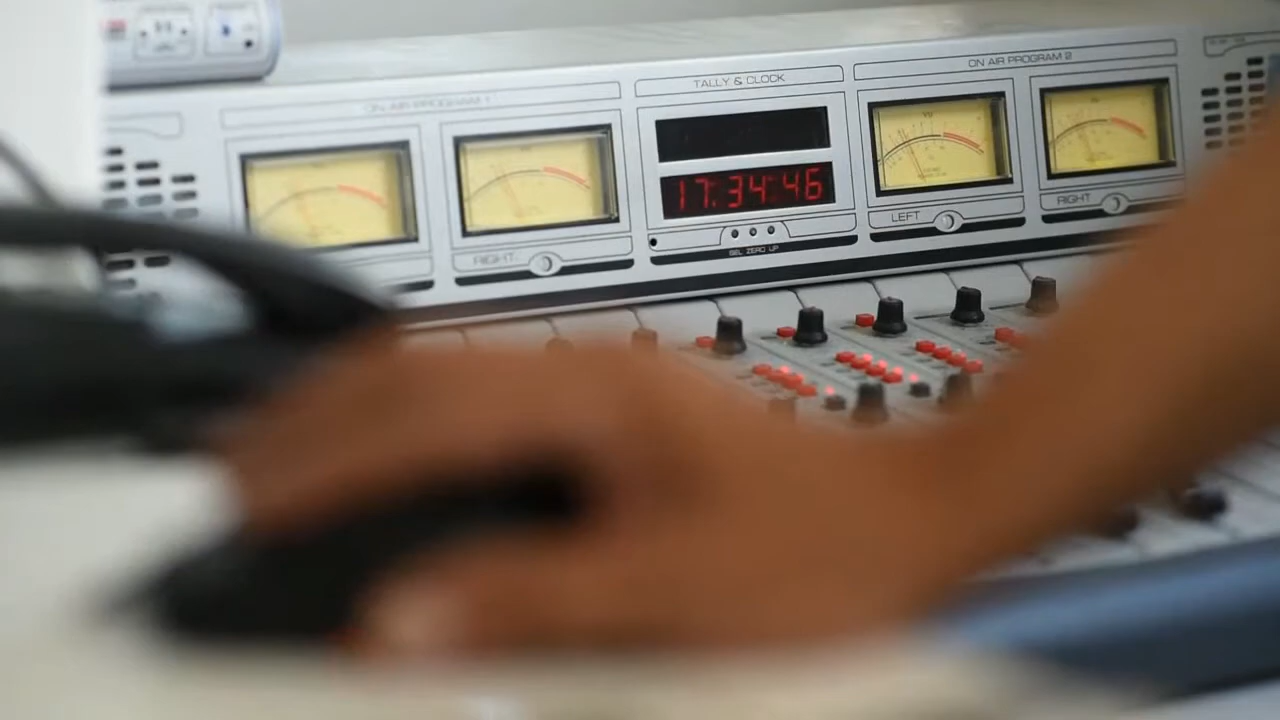 ON AIR PROGRAM 1
TALLY & CLOCK
ON AIR PROGRAM 2
VU
17:34:46
RIGHT
SEL ZERO UP
LEFT
RIGHT